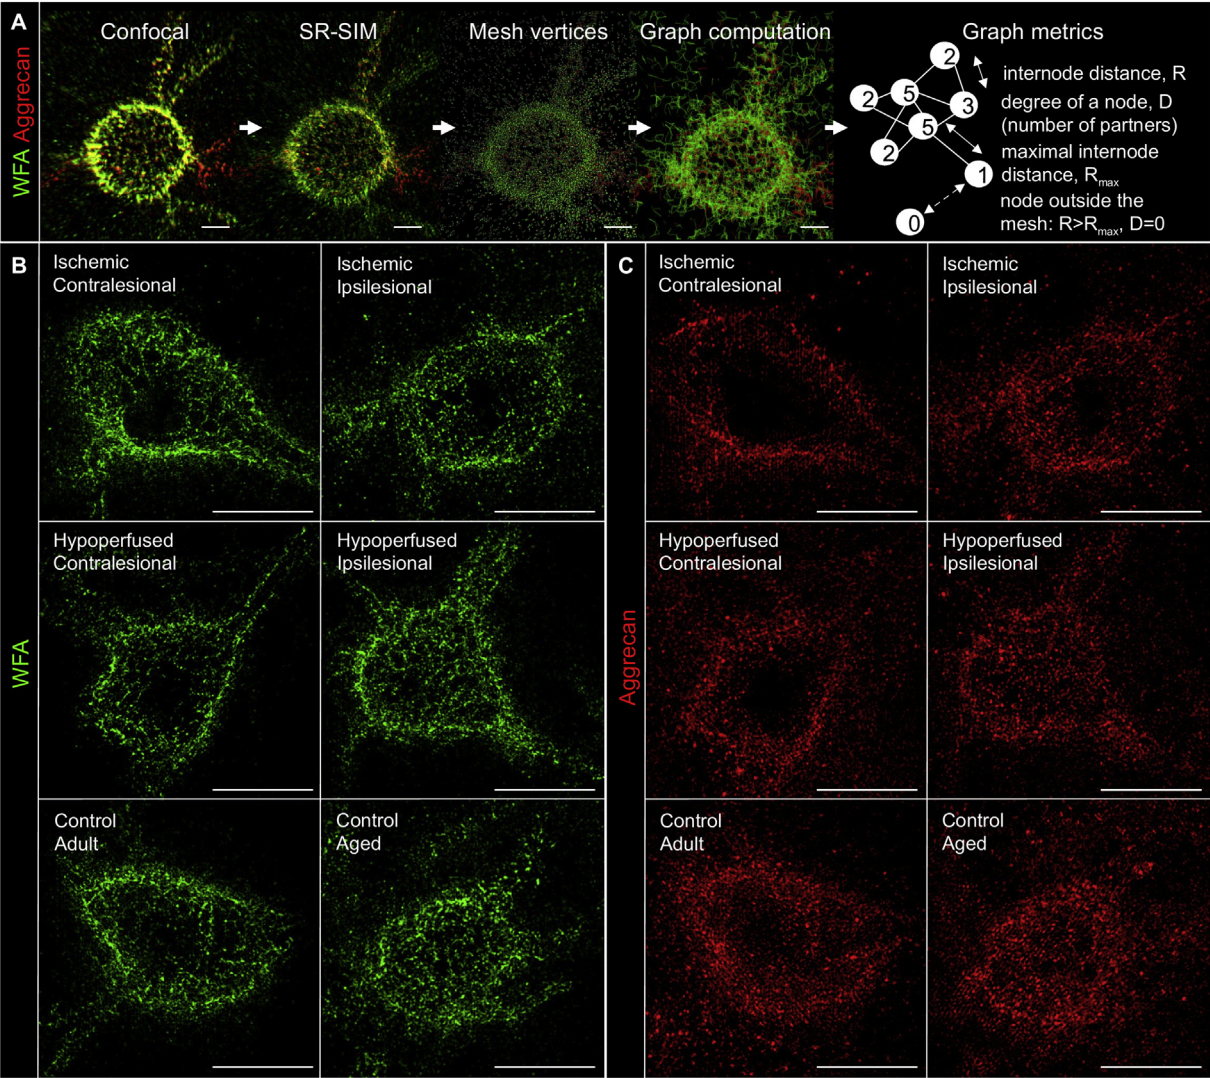 A
WFA Aggrecan
Confocal
SR-SIM
Mesh vertices
Graph computation
Graph metrics
2
5
2
3
5
2
1
0
internode distance, R
degree of a node, D
(number of partners)
maximal internode
distance, Rmax
node outside the
mesh: R>Rmax, D=0
B
WFA
Ischemic
Contralesional
Ischemic
Ipsilesional
Hypoperfused
Contralesional
Hypoperfused
Ipsilesional
Control
Adult
Control
Aged
C
Aggrecan
Ischemic
Contralesional
Ischemic
Ipsilesional
Hypoperfused
Contralesional
Hypoperfused
Ipsilesional
Control
Adult
Control
Aged